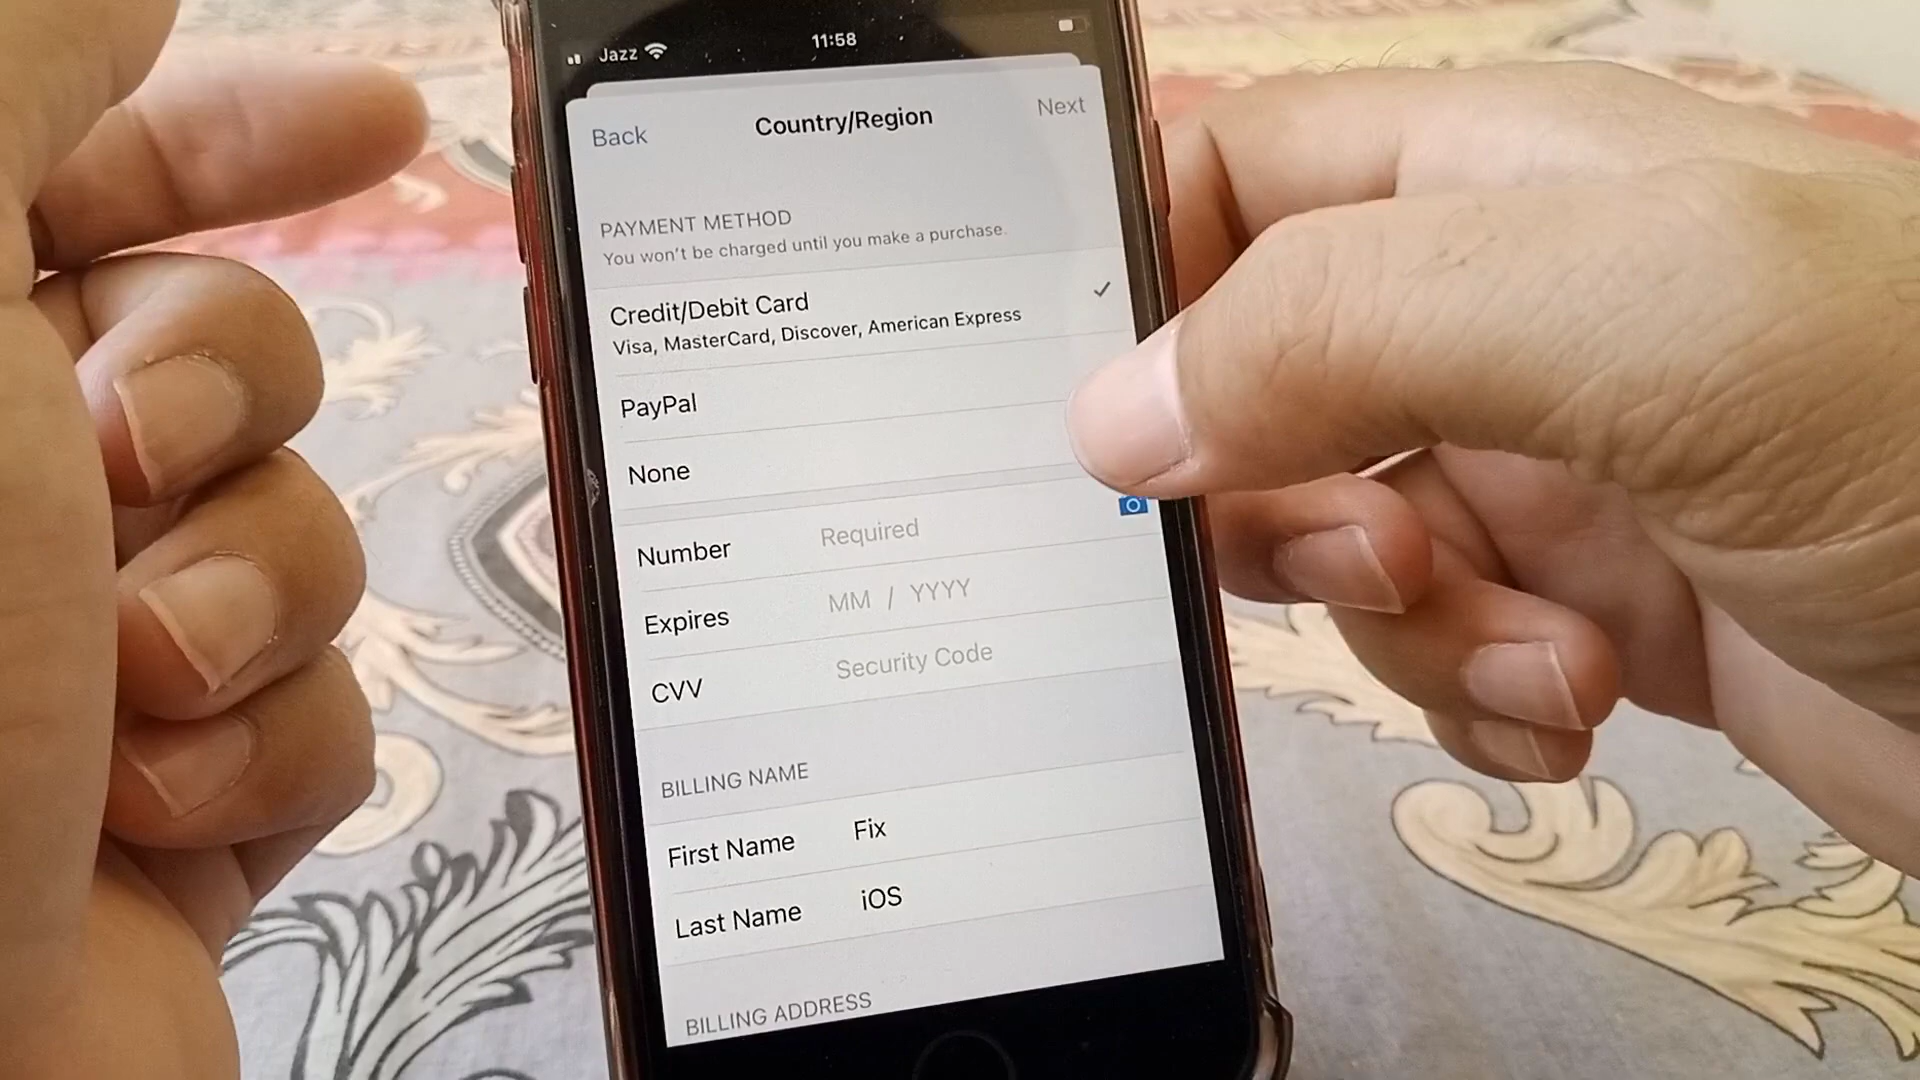 Jazz 11:58
Back Country/Region Next
PAYMENT METHOD
You won't be charged until you make a purchase.
Credit/Debit Card
Visa, MasterCard, Discover, American Express
PayPal
None
Number Required
Expires MM / YYYY
CVV Security Code
BILLING NAME
First Name Fix
Last Name iOS
BILLING ADDRESS